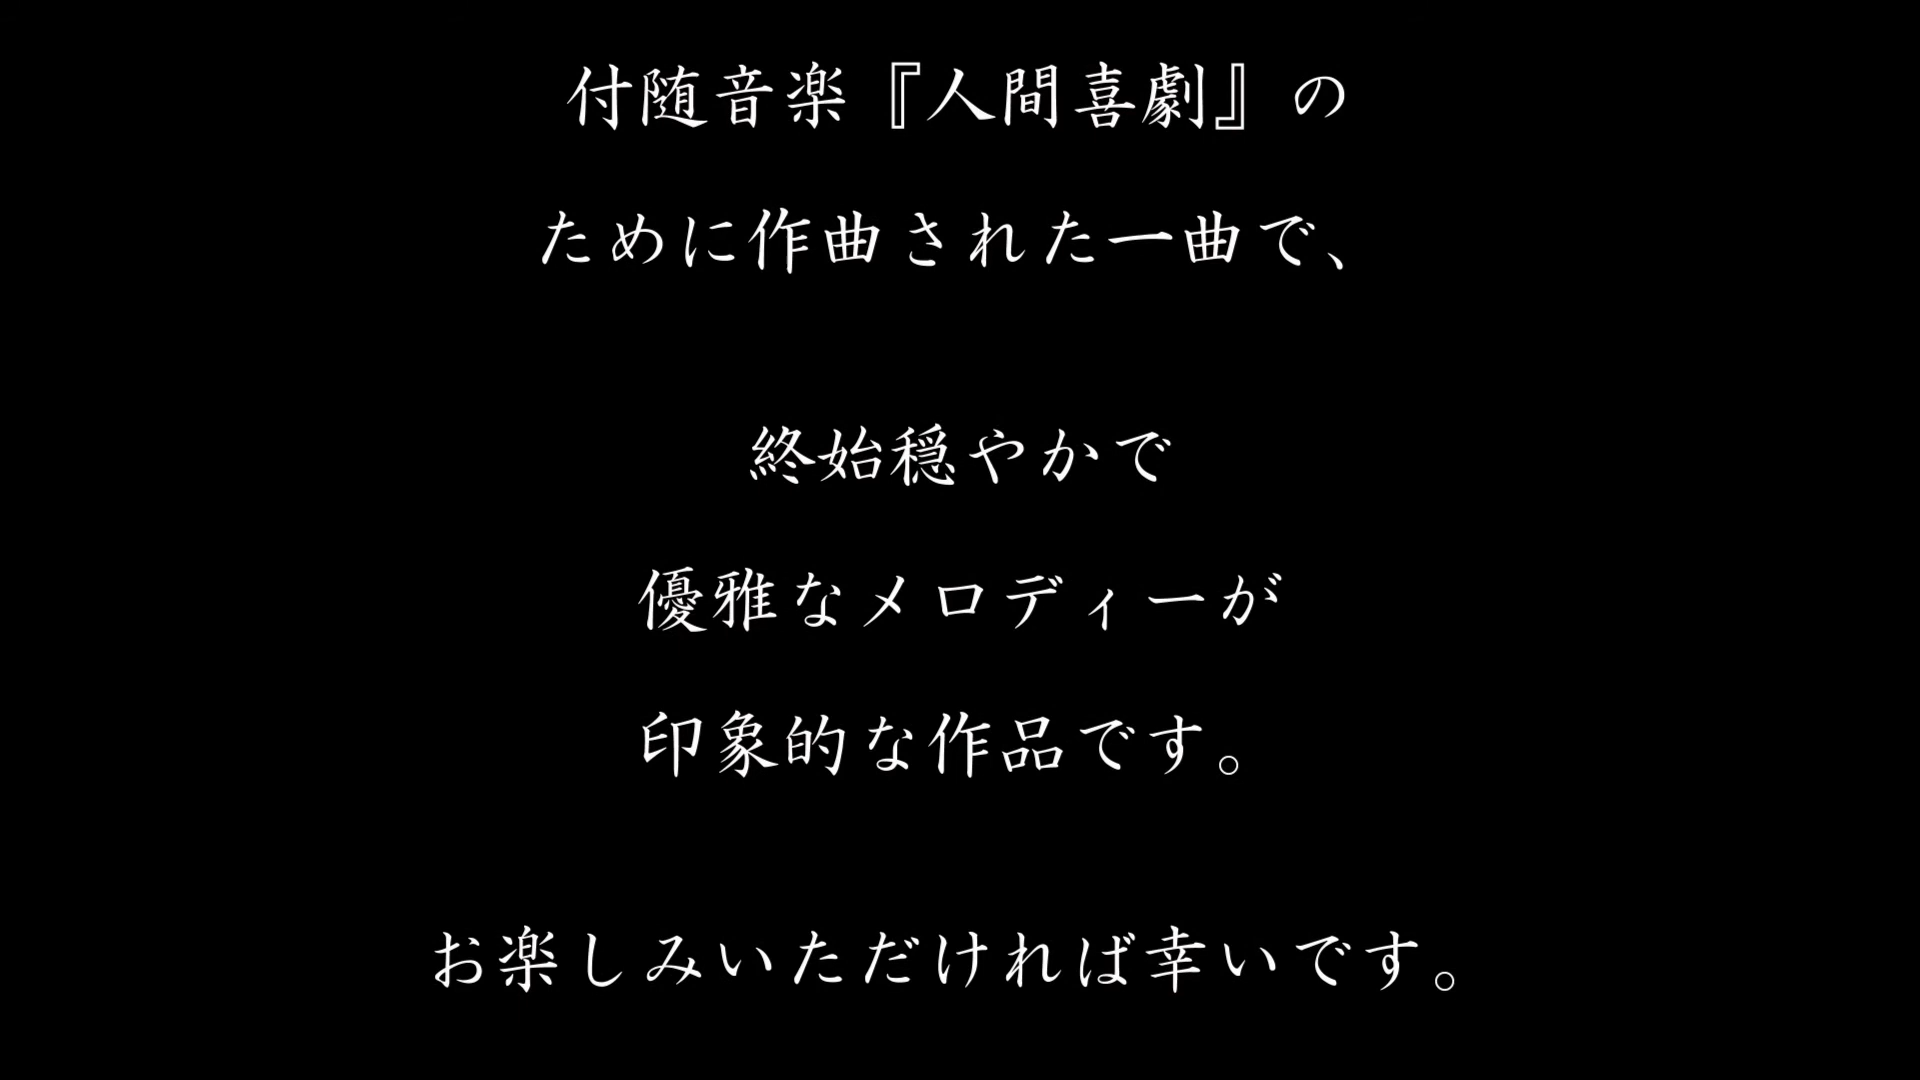 付随音楽『人間喜劇』の
ために作曲された一曲で、
終始穏やかで
優雅なメロディーが
印象的な作品です。
お楽しみいただければ幸いです。